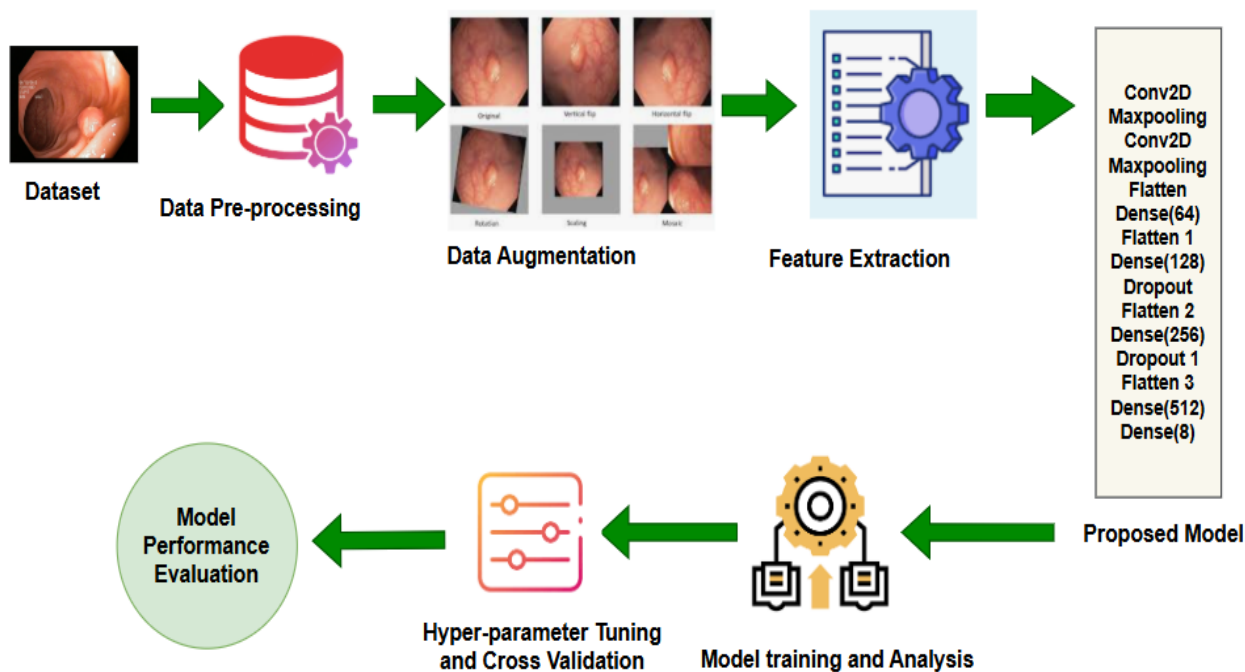 Dataset
Data Pre-processing
Original
Vertical flip
Horizontal flip
Rotation
Scaling
Mosaic
Data Augmentation
Feature Extraction
Conv2D
Maxpooling
Conv2D
Maxpooling
Flatten
Dense(64)
Flatten 1
Dense(128)
Dropout
Flatten 2
Dense(256)
Dropout 1
Flatten 3
Dense(512)
Dense(8)
Proposed Model
Model training and Analysis
Hyper-parameter Tuning
and Cross Validation
Model
Performance
Evaluation